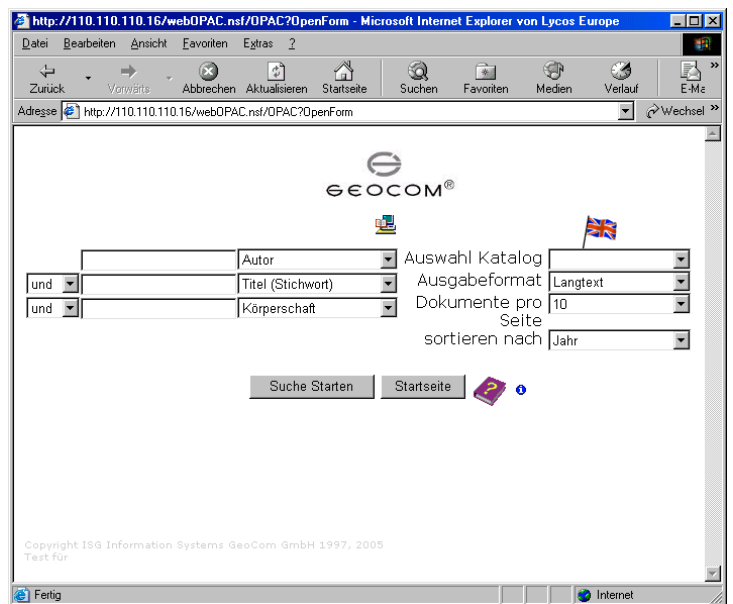 http://110.110.110.16/webOPAC.nsf/OPAC?OpenForm - Microsoft Internet Explorer von Lycos Europe
Datei Bearbeiten Ansicht Favoriten Extras ?
Zurück Vorwärts Abbrechen Aktualisieren Startseite Suchen Favoriten Medien Verlauf E-Ma »
Adresse http://110.110.110.16/webOPAC.nsf/OPAC?OpenForm Wechsel »
GEOCOM®
Autor Auswahl Katalog
und Titel (Stichwort) Ausgabeformat Langtext
und Körperschaft Dokumente pro 10
Seite
sortieren nach Jahr
Suche Starten Startseite ? i
Copyright ISG Information Systems GeoCom GmbH 1997, 2005
Test für
Fertig Internet